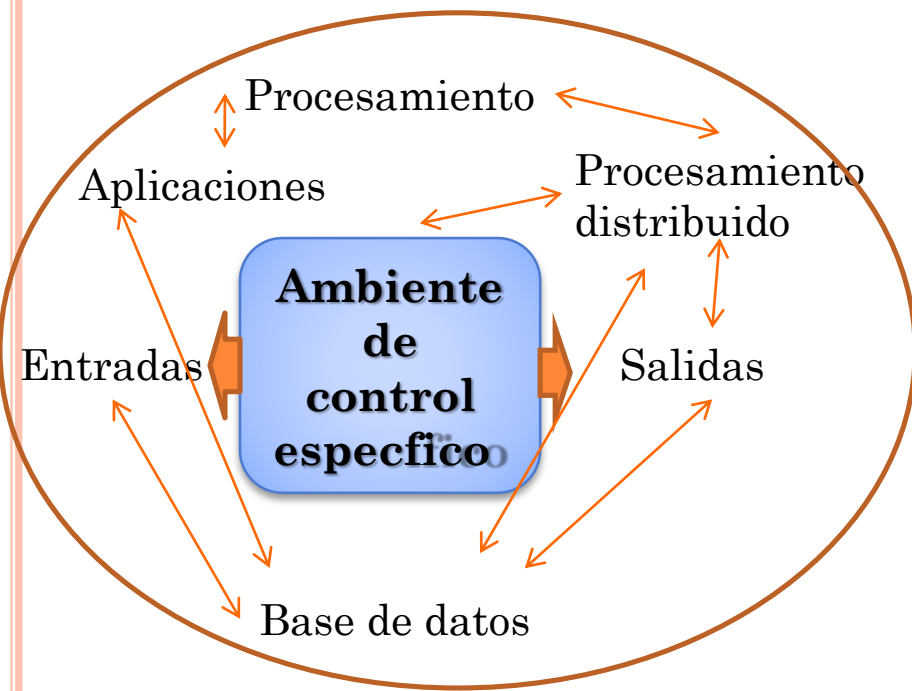 Procesamiento
Aplicaciones
Procesamiento
distribuido
Ambiente
de
control
especfico
Entradas
Salidas
Base de datos